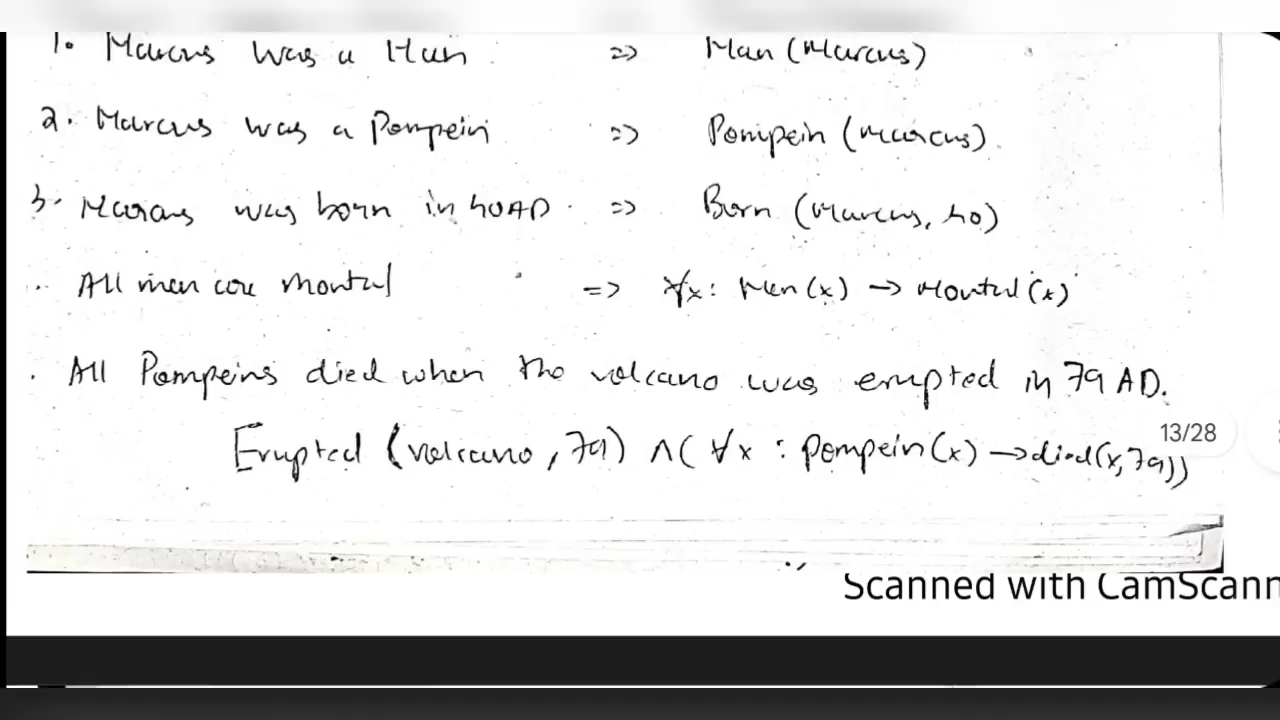 1. Marcus was a Man => Man (Marcus)
2. Marcus was a Pompein => Pompein (Marcus).
3. Marcus was born in 40AD. => Born (Marcus, 40)
. All men are Mortal => ∀x: Men(x) → Mortal(x)
. All Pompeins died when the volcano was erupted in 79 AD.
13/28
Erupted (volcano, 79) ∧ ( ∀x : pompein(x) → died(x, 79))
Scanned with CamScann